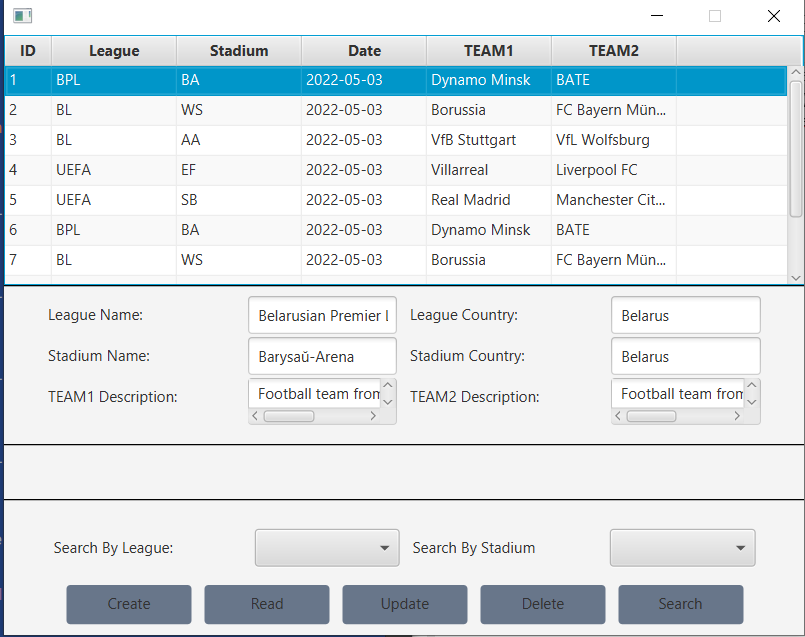 ID League Stadium Date TEAM1 TEAM2
1 BPL BA 2022-05-03 Dynamo Minsk BATE
2 BL WS 2022-05-03 Borussia FC Bayern Mün...
3 BL AA 2022-05-03 VfB Stuttgart VfL Wolfsburg
4 UEFA EF 2022-05-03 Villarreal Liverpool FC
5 UEFA SB 2022-05-03 Real Madrid Manchester Cit...
6 BPL BA 2022-05-03 Dynamo Minsk BATE
7 BL WS 2022-05-03 Borussia FC Bayern Mün...
League Name: Belarusian Premier League Country: Belarus
Stadium Name: Barysaŭ-Arena Stadium Country: Belarus
TEAM1 Description: Football team from TEAM2 Description: Football team from
Search By League: Search By Stadium
Create Read Update Delete Search